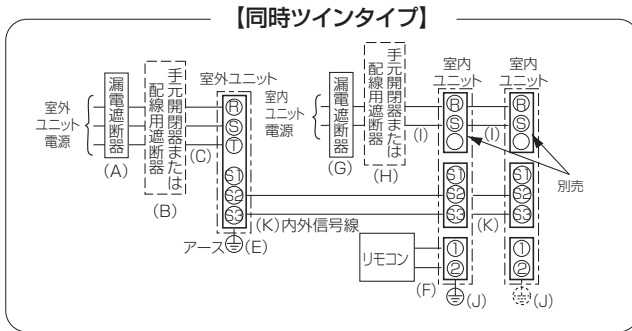 【同時ツインタイプ】
室外
ユニット
電源
漏電遮断器
(A)
手元開閉器または
配線用遮断器
(B)
(C)
室外ユニット
R
S
T
S1
S2
S3
アース
(E)
(K)内外信号線
室内
ユニット
電源
漏電遮断器
(G)
手元開閉器または
配線用遮断器
(H)
(I)
室内
ユニット
R
S
S1
S2
S3
(I)
(K)
室内
ユニット
R
S
S1
S2
S3
別売
リモコン
(F)
1
2
(J)
1
2
(J)